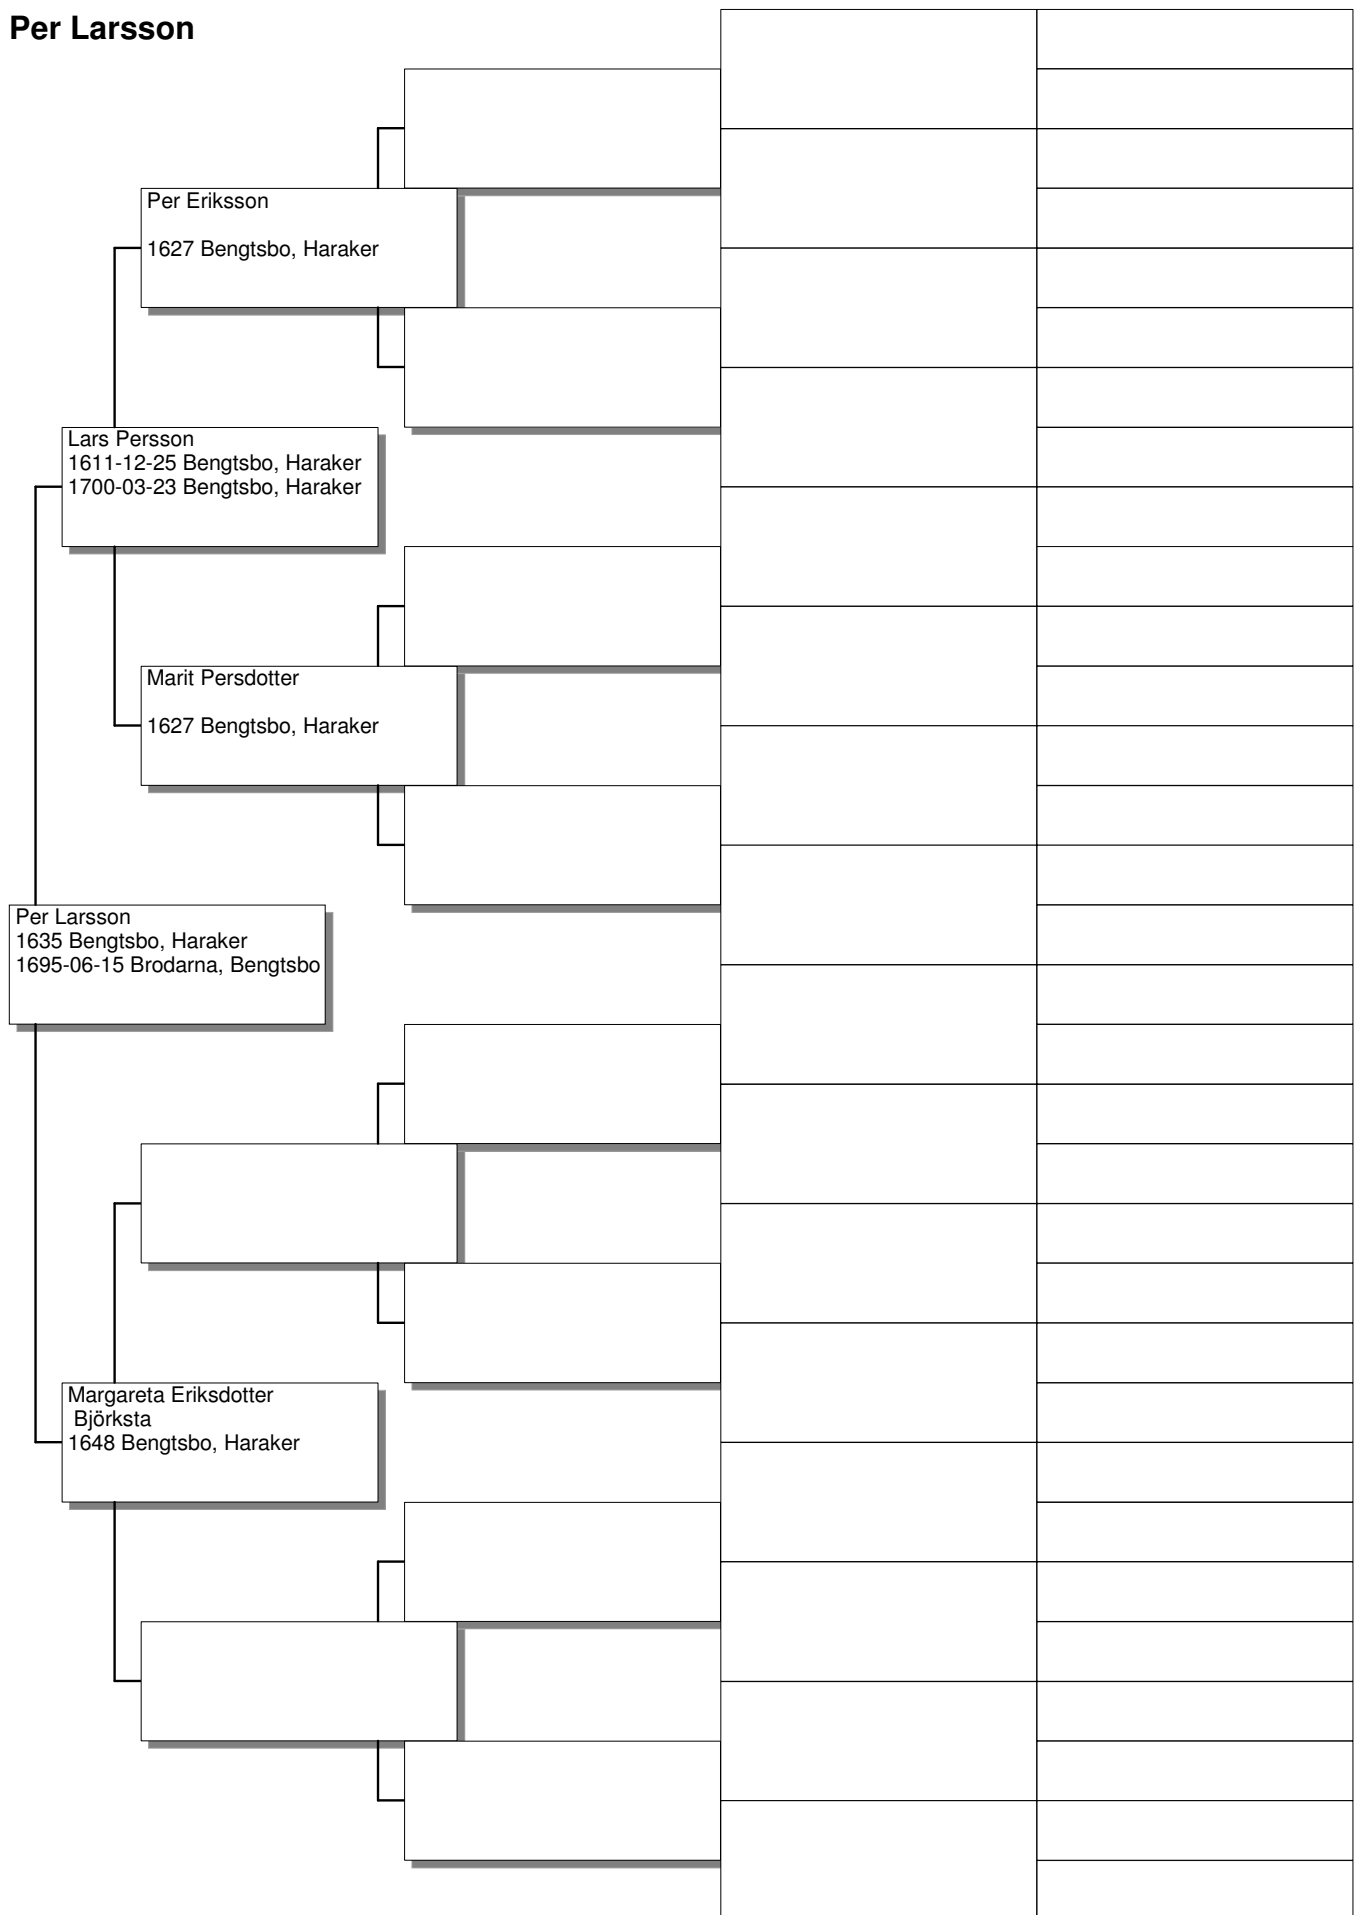 Per Larsson
Per Eriksson
1627 Bengtsbo, Haraker
Lars Persson
1611-12-25 Bengtsbo, Haraker
1700-03-23 Bengtsbo, Haraker
Marit Persdotter
1627 Bengtsbo, Haraker
Per Larsson
1635 Bengtsbo, Haraker
1695-06-15 Brodarna, Bengtsbo
Margareta Eriksdotter
Björksta
1648 Bengtsbo, Haraker